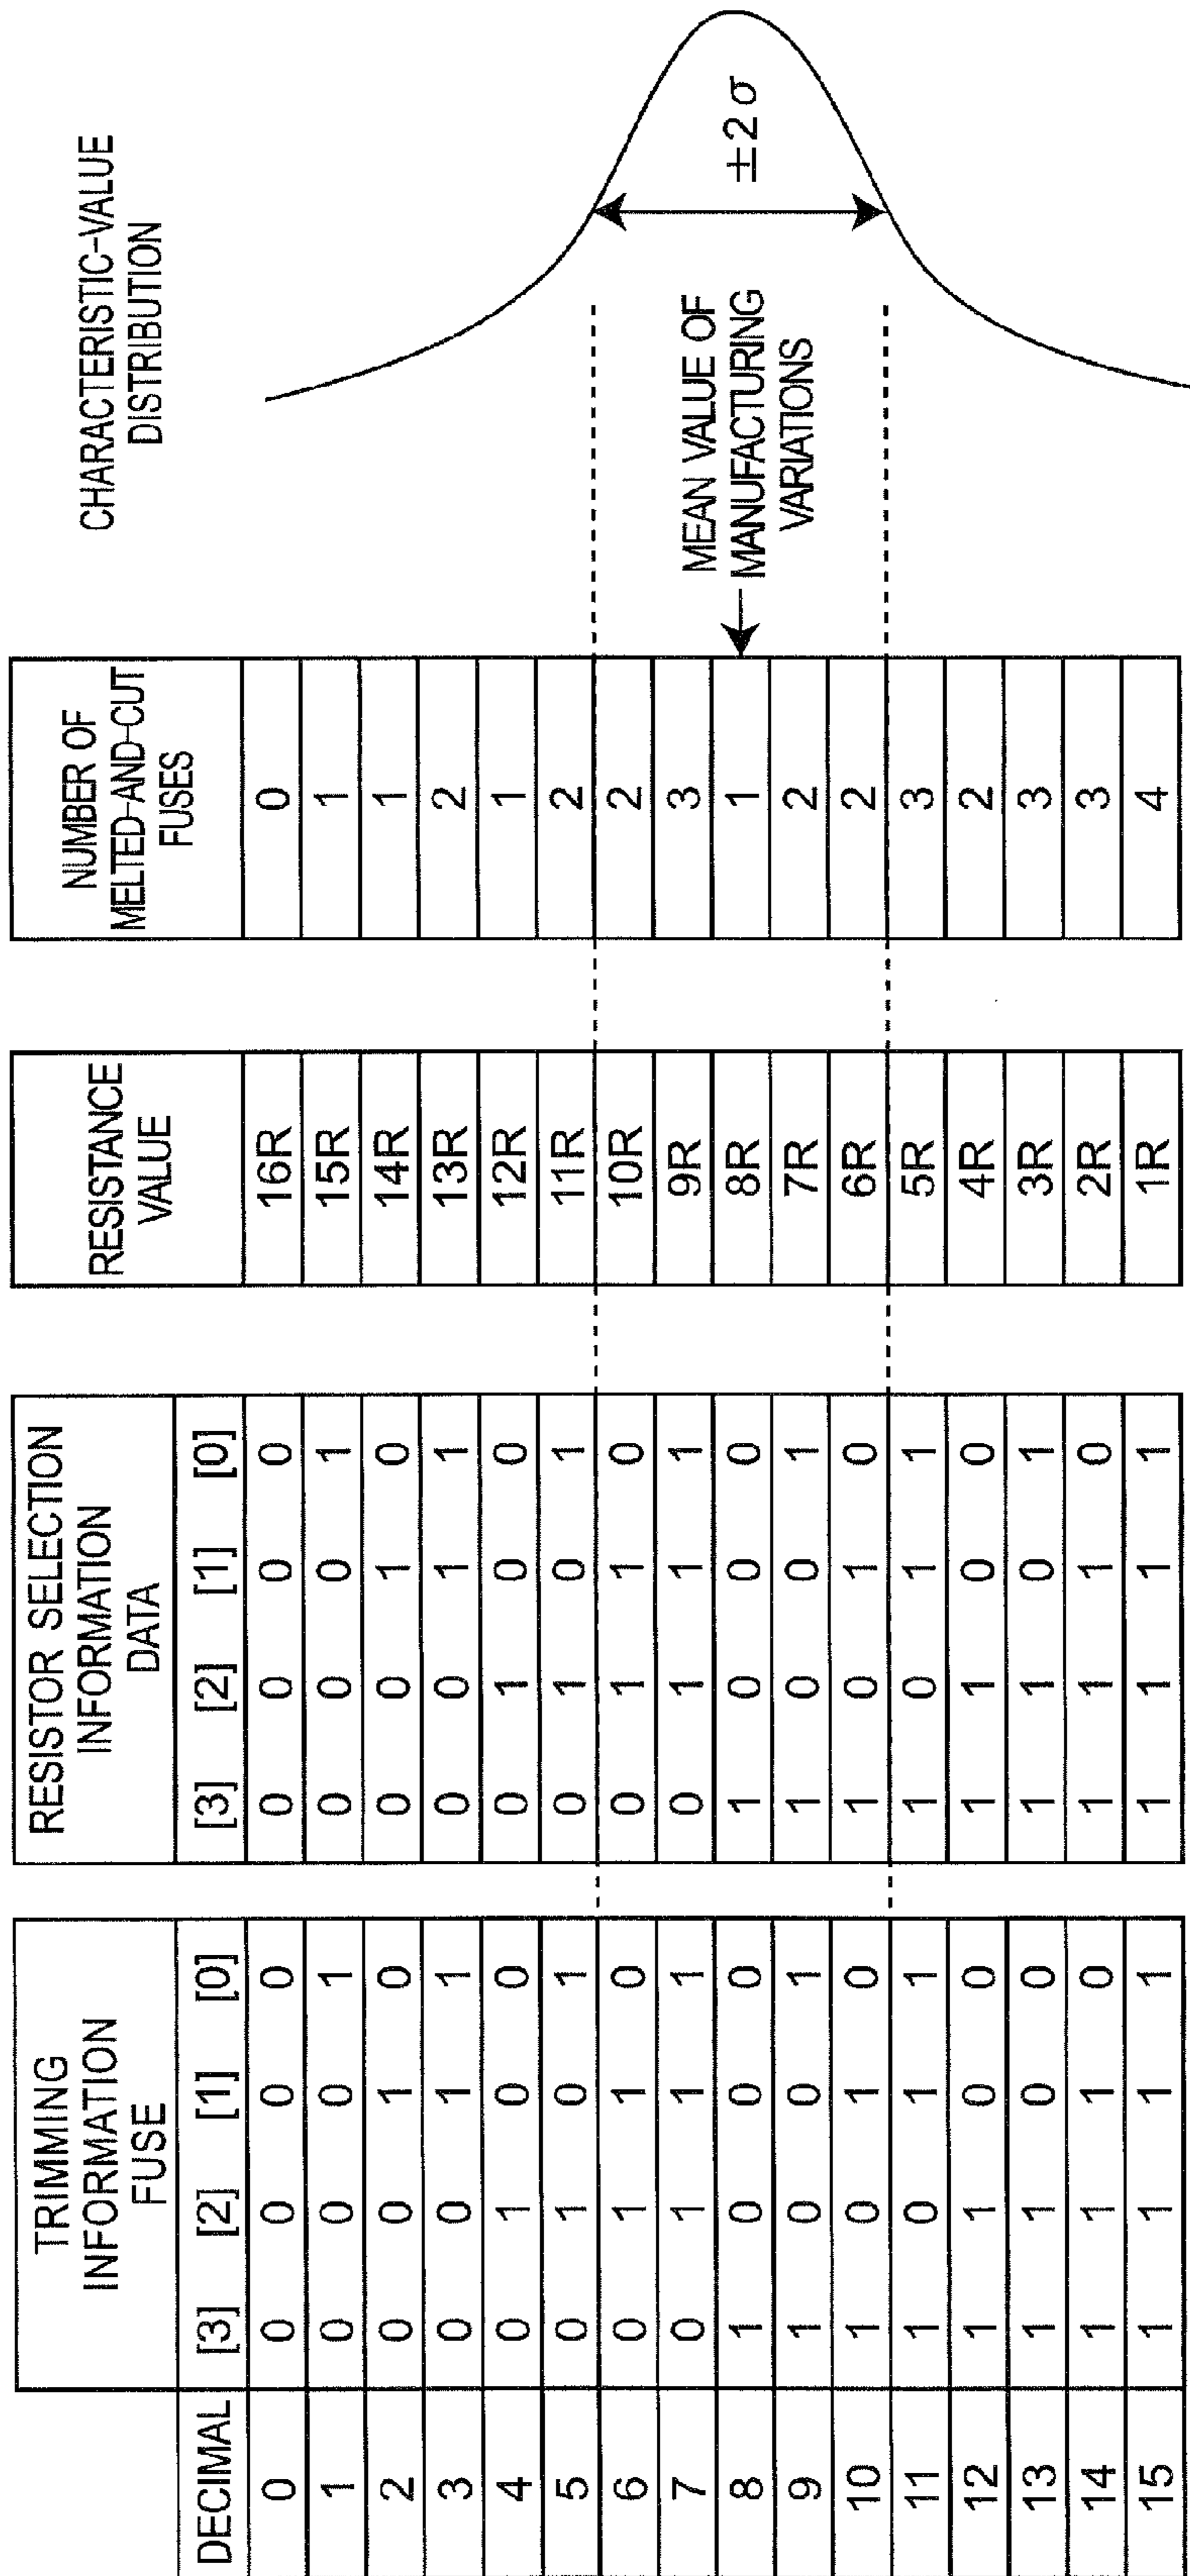 TRIMMING
INFORMATION
FUSE
RESISTOR SELECTION
INFORMATION
DATA
RESISTANCE
VALUE
NUMBER OF
MELTED-AND-CUT
FUSES
CHARACTERISTIC-VALUE
DISTRIBUTION
DECIMAL [3] [2] [1] [0] [3] [2] [1] [0]
0 0 0 0 0 0 0 0 0 16R 0
1 0 0 0 1 0 0 0 1 15R 1
2 0 0 1 0 0 0 1 0 14R 1
3 0 0 1 1 0 0 1 1 13R 2
4 0 1 0 0 0 1 0 0 12R 1
5 0 1 0 1 0 1 0 1 11R 2
6 0 1 1 0 0 1 1 0 10R 2
7 0 1 1 1 0 1 1 1 9R 3
8 1 0 0 0 1 0 0 0 8R 1
9 1 0 0 1 1 0 0 1 7R 2
10 1 0 1 0 1 0 1 0 6R 2
11 1 0 1 1 1 0 1 1 5R 3
12 1 1 0 0 1 1 0 0 4R 2
13 1 1 0 0 1 1 0 1 3R 3
14 1 1 1 0 1 1 1 0 2R 3
15 1 1 1 1 1 1 1 1 1R 4
MEAN VALUE OF
MANUFACTURING
VARIATIONS
±2σ